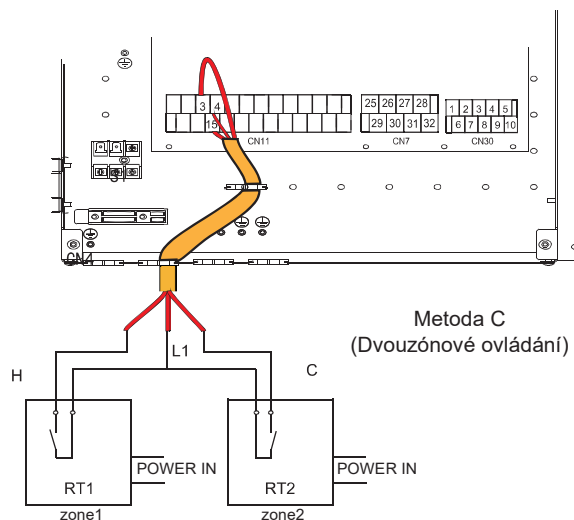 3 4
15
CN11
25 26 27 28
29 30 31 32
CN7
1 2 3 4 5
6 7 8 9 10
CN30
CN4
Metoda C
(Dvouzónové ovládání)
H
L1
C
POWER IN
POWER IN
RT1
RT2
zone1
zone2